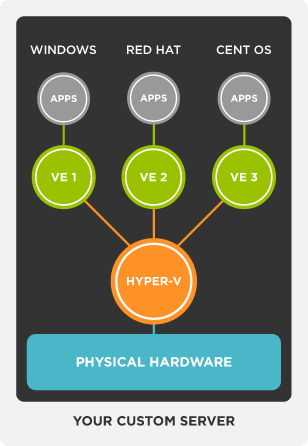 WINDOWS RED HAT CENT OS
APPS APPS APPS
VE 1 VE 2 VE 3
HYPER-V
PHYSICAL HARDWARE
YOUR CUSTOM SERVER